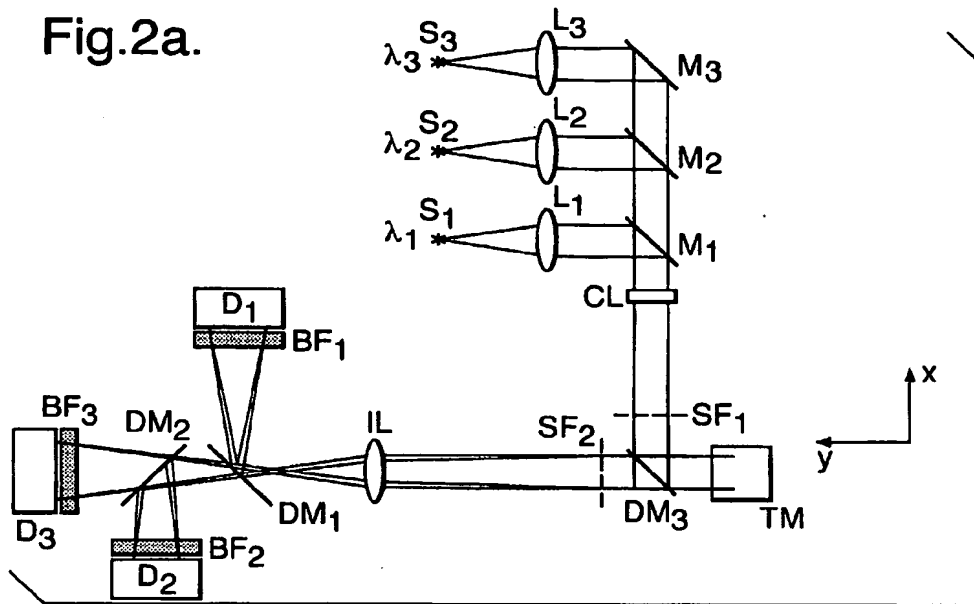 Fig.2a.
S3
λ3
L3
M3
S2
λ2
L2
M2
S1
λ1
L1
M1
CL
D1
BF1
BF3
DM2
IL
SF2
SF1
x
y
DM1
DM3
TM
D3
BF2
D2